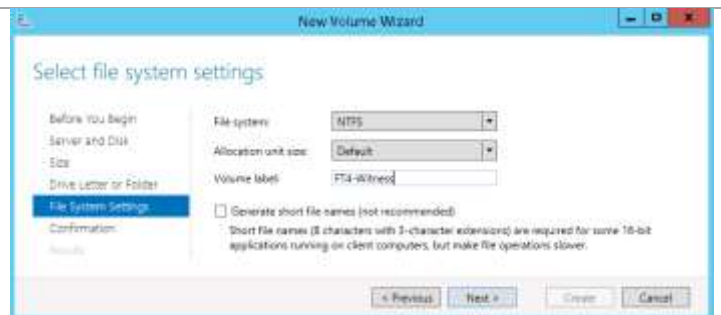 New Volume Wizard
Select file system settings
Before You Begin
Server and Disk
Size
Drive Letter or Folder
File System Settings
Confirmation
Results
File system: NTFS
Allocation unit size: Default
Volume label: FT4-Witness
Generate short file names (not recommended)
Short file names (8 characters with 3-character extensions) are required for some 16-bit
applications running on client computers, but make file operations slower.
< Previous Next > Create Cancel